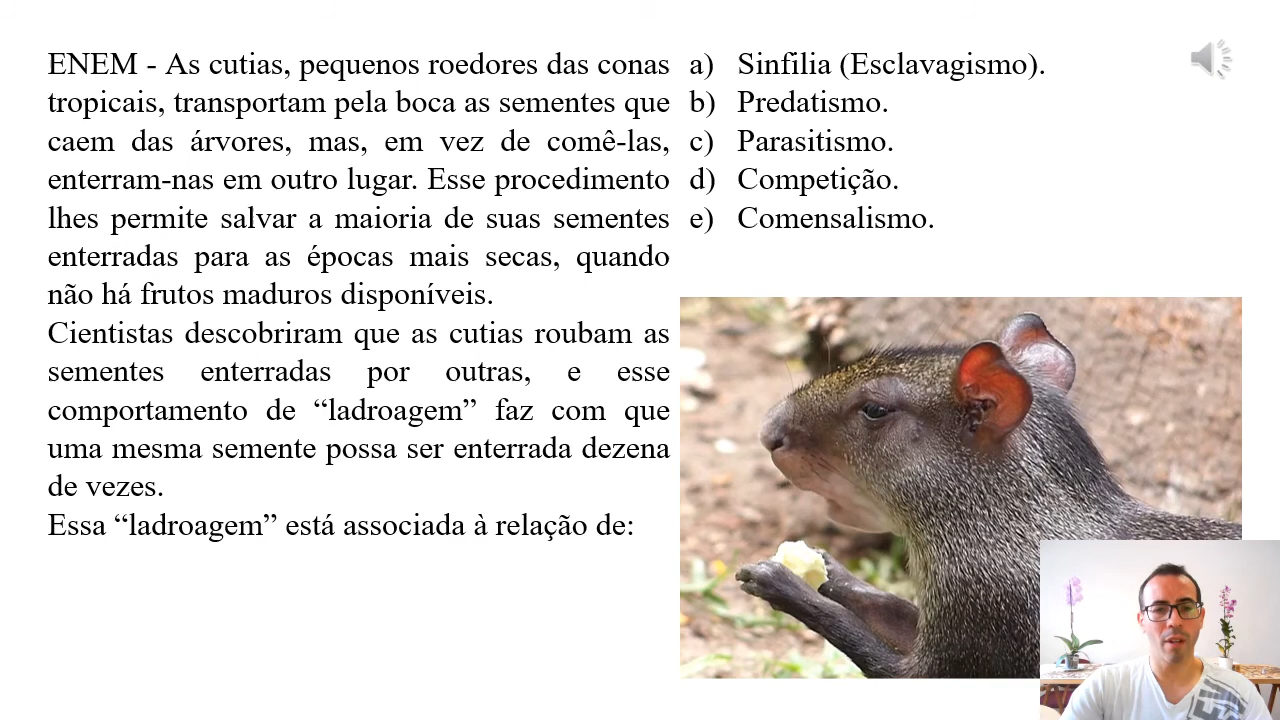 ENEM - As cutias, pequenos roedores das conas
tropicais, transportam pela boca as sementes que
caem das árvores, mas, em vez de comê-las,
enterram-nas em outro lugar. Esse procedimento
lhes permite salvar a maioria de suas sementes
enterradas para as épocas mais secas, quando
não há frutos maduros disponíveis.
Cientistas descobriram que as cutias roubam as
sementes enterradas por outras, e esse
comportamento de “ladroagem” faz com que
uma mesma semente possa ser enterrada dezena
de vezes.
Essa “ladroagem” está associada à relação de:
a) Sinfilia (Esclavagismo).
b) Predatismo.
c) Parasitismo.
d) Competição.
e) Comensalismo.